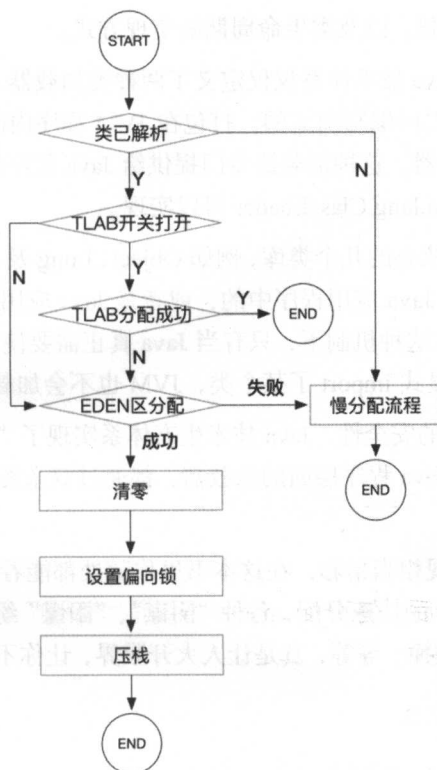 START
类已解析
Y
N
TLAB开关打开
N
Y
TLAB分配成功
Y
END
N
EDEN区分配
失败
慢分配流程
成功
END
清零
设置偏向锁
压栈
END